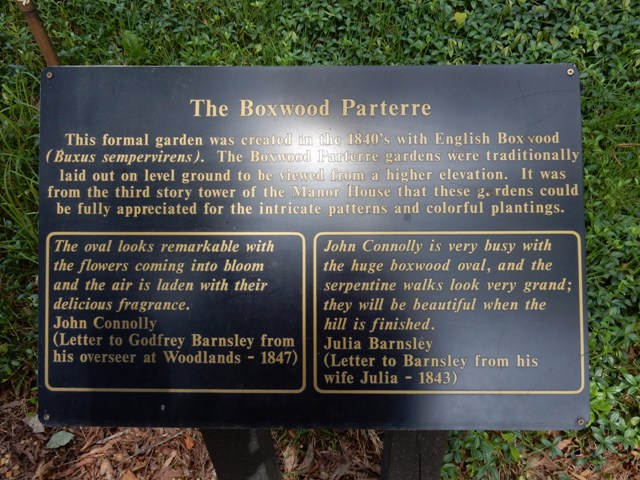 The Boxwood Parterre
This formal garden was created in the 1840's with English Boxwood
(Buxus sempervirens). The Boxwood Parterre gardens were traditionally
laid out on level ground to be viewed from a higher elevation. It was
from the third story tower of the Manor House that these g rdens could
be fully appreciated for the intricate patterns and colorful plantings.
The oval looks remarkable with
the flowers coming into bloom
and the air is laden with their
delicious fragrance.
John Connolly
(Letter to Godfrey Barnsley from
his overseer at Woodlands - 1847)
John Connolly is very busy with
the huge boxwood oval, and the
serpentine walks look very grand;
they will be beautiful when the
hill is finished.
Julia Barnsley
(Letter to Barnsley from his
wife Julia - 1843)